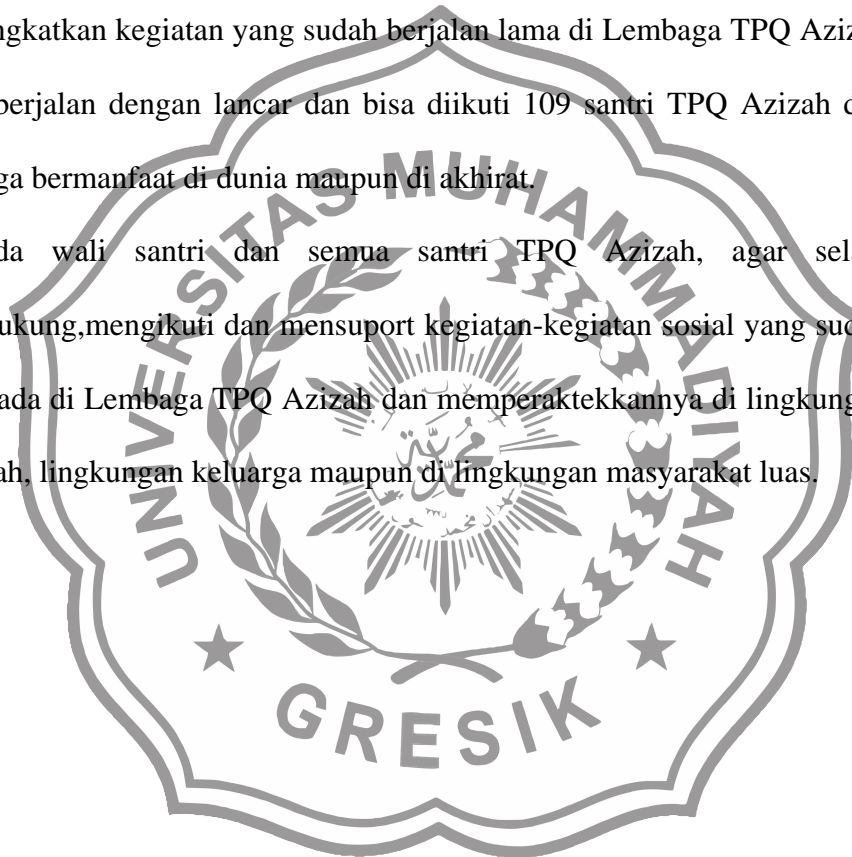 ngkatkan kegiatan yang sudah berjalan lama di Lembaga TPQ Aziz
berjalan dengan lancar dan bisa diikuti 109 santri TPQ Azizah d
ga bermanfaat di dunia maupun di akhirat.
da wali santri dan semua santri TPQ Azizah, agar sela
ukung,mengikuti dan mensuport kegiatan-kegiatan sosial yang sud
ada di Lembaga TPQ Azizah dan memperaktekkannya di lingkung
ah, lingkungan keluarga maupun di lingkungan masyarakat luas.
UNIVERSITAS MUHAMMADIYAH
GRESIK